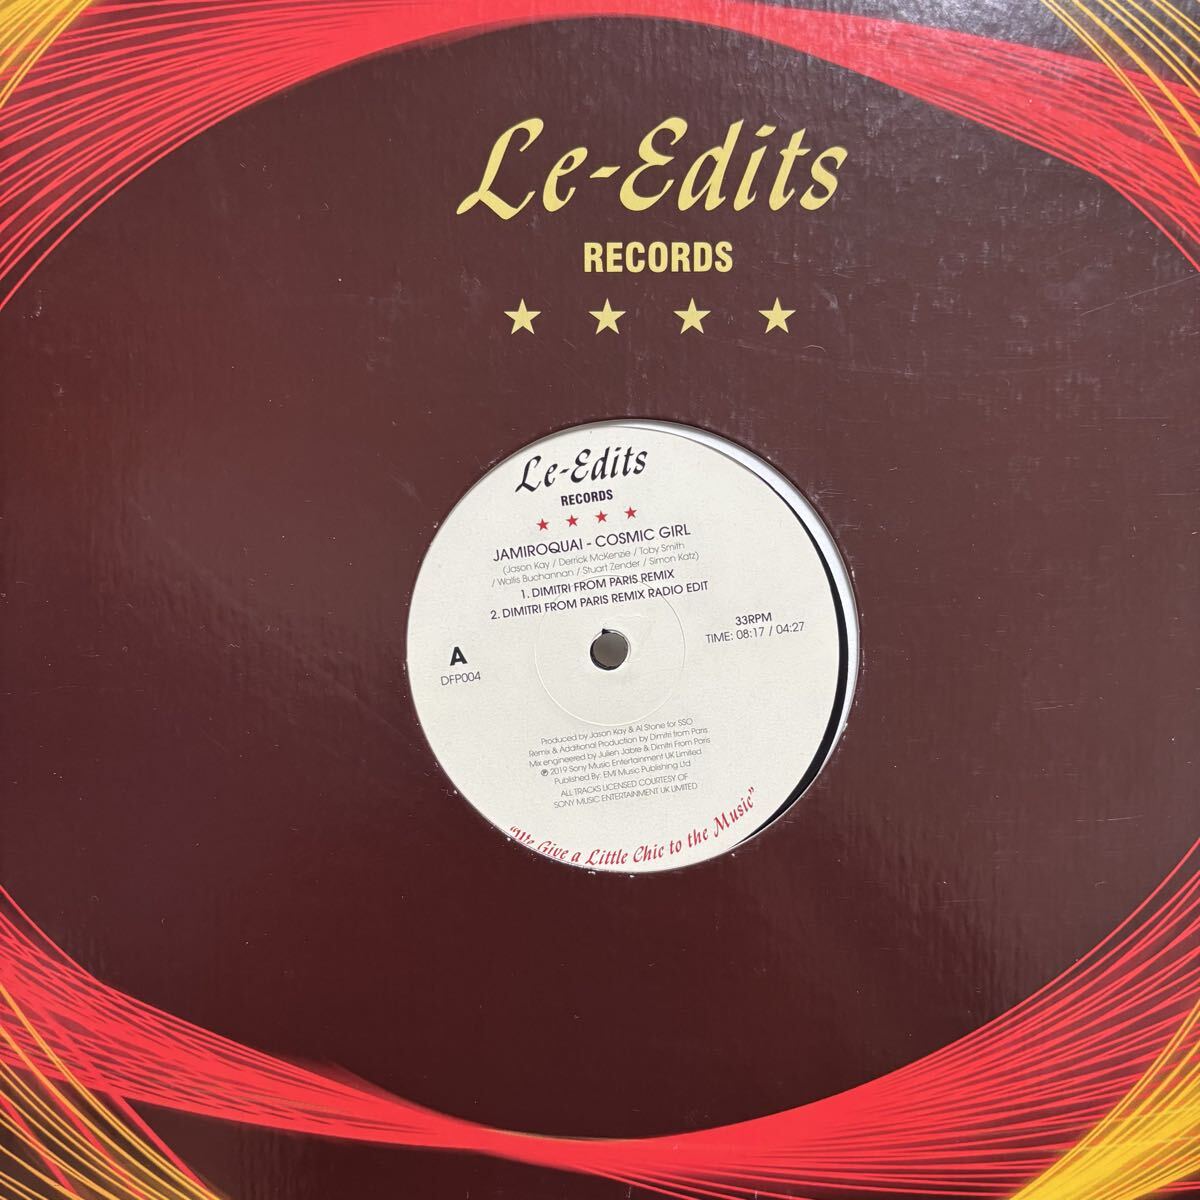 Le-Edits
RECORDS
Le-Edits
RECORDS
JAMIROQUAI - COSMIC GIRL
(Jason Kay / Derrick McKenzie / Toby Smith
/ Wallis Buchannan / Stuart Zender / Simon Katz)
1. DIMITRI FROM PARIS REMIX
2. DIMITRI FROM PARIS REMIX RADIO EDIT
33RPM
TIME: 08:17 / 04:27
A
DFP004
Produced by Jason Kay & Al Stone for SSO
Remix & Additional Production by Dimitri from Paris
Mix engineered by Julien Jabre & Dimitri From Paris
℗ 2019 Sony Music Entertainment UK Limited
Published By: EMI Music Publishing Ltd
ALL TRACKS LICENSED COURTESY OF
SONY MUSIC ENTERTAINMENT UK LIMITED
"We Give a Little Chic to the Music"